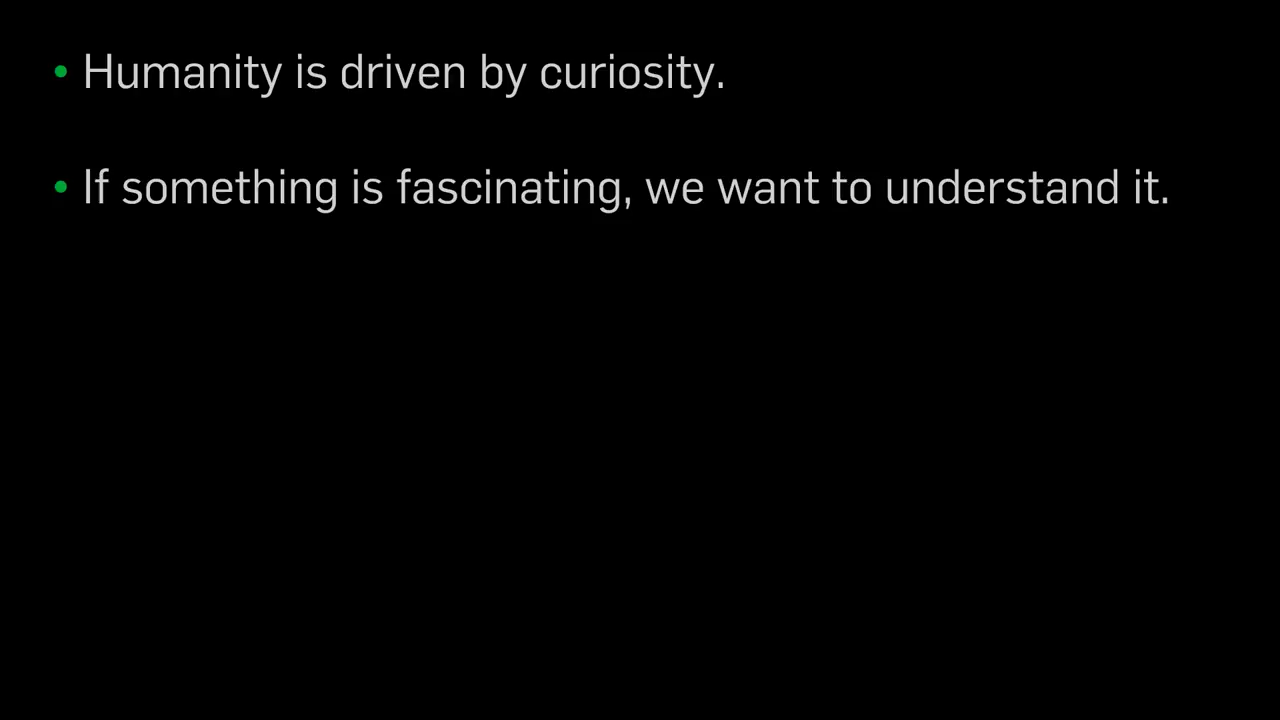 • Humanity is driven by curiosity.
• If something is fascinating, we want to understand it.